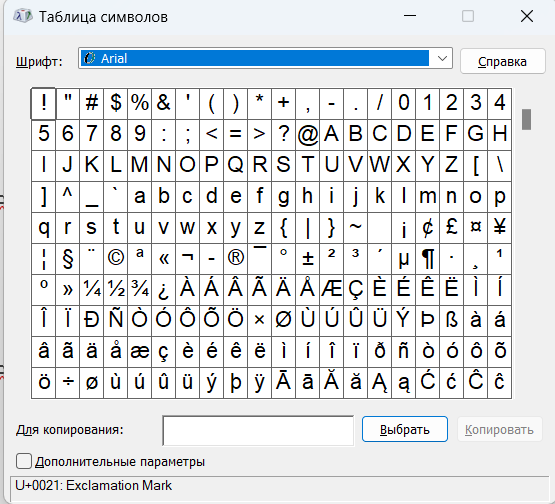 Таблица символов
Шрифт: Arial Справка
! " # $ % & ' ( ) * + , - . / 0 1 2 3 4
5 6 7 8 9 : ; < = > ? @ A B C D E F G H
I J K L M N O P Q R S T U V W X Y Z [ \
] ^ _ ` a b c d e f g h i j k l m n o p
q r s t u v w x y z { | } ~ ¡ ¢ £ ¤ ¥
¦ § ¨ © ª « ¬ - ® ¯ ° ± ² ³ ´ µ ¶ · ¸ ¹
º » ¼ ½ ¾ ¿ À Á Â Ã Ä Å Æ Ç È É Ê Ë Ì Í
Î Ï Ð Ñ Ò Ó Ô Õ Ö × Ø Ù Ú Û Ü Ý Þ ß à á
â ã ä å æ ç è é ê ë ì í î ï ð ñ ò ó ô õ
ö ÷ ø ù ú û ü ý þ ÿ Ā ā Ă ă Ą ą Ć ć Ĉ ĉ
Для копирования: Выбрать Копировать
Дополнительные параметры
U+0021: Exclamation Mark